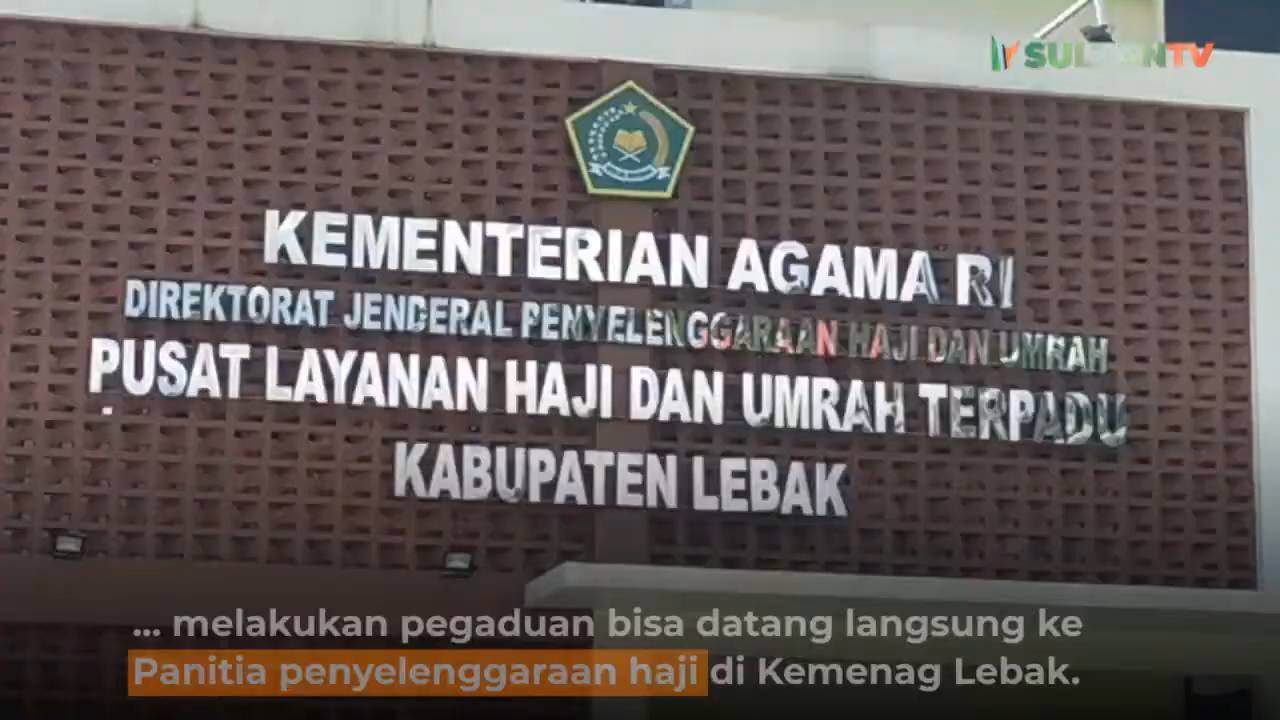 SULTANTV
KEMENTERIAN AGAMA RI
DIREKTORAT JENDERAL PENYELENGGARAAN HAJI DAN UMRAH
PUSAT LAYANAN HAJI DAN UMRAH TERPADU
KABUPATEN LEBAK
... melakukan pegaduan bisa datang langsung ke
Panitia penyelenggaraan haji di Kemenag Lebak.